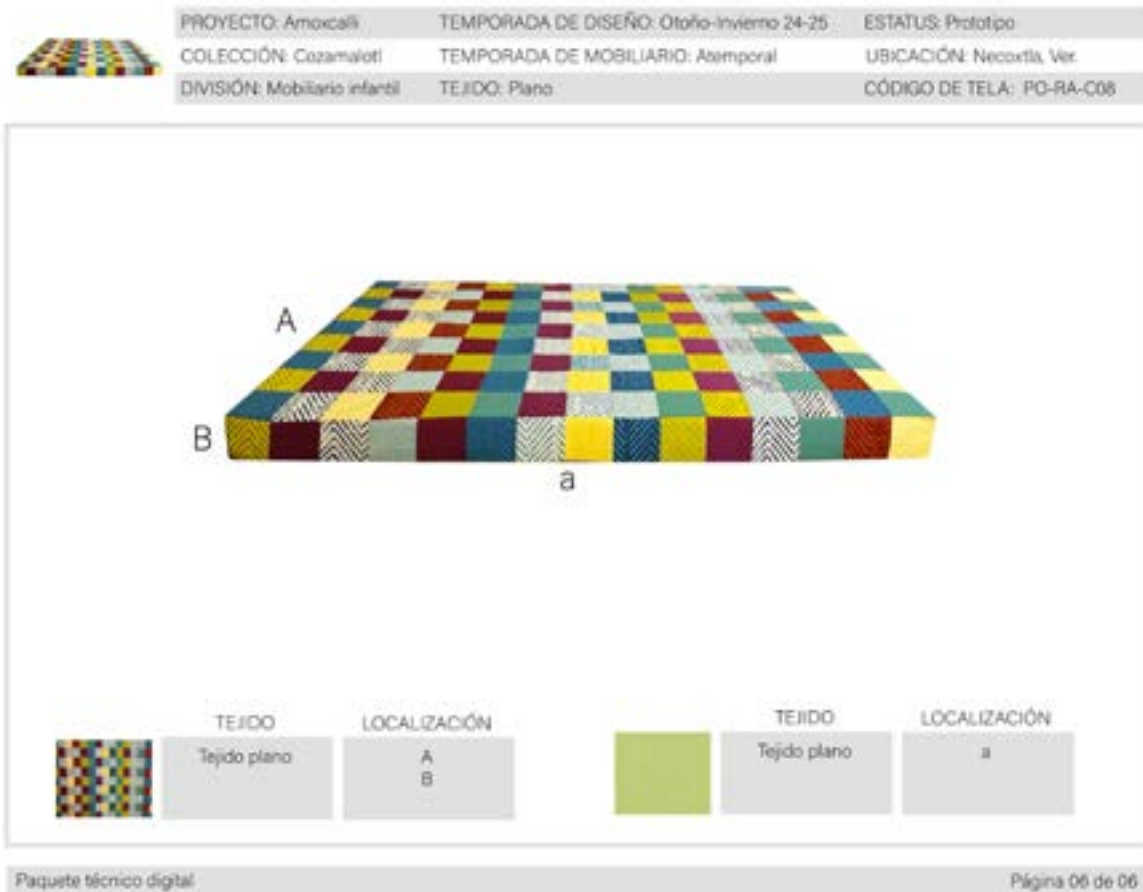 PROYECTO: Amoxcalli TEMPORADA DE DISEÑO: Otoño-Invierno 24-25 ESTATUS: Prototipo
COLECCIÓN: Cozamalotl TEMPORADA DE MOBILIARIO: Atemporal UBICACIÓN: Necoxtla, Ver.
DIVISIÓN: Mobiliario infantil TEJIDO: Plano CÓDIGO DE TELA: PO-RA-C08
A
B
a
TEJIDO LOCALIZACIÓN TEJIDO LOCALIZACIÓN
Tejido plano A Tejido plano a
B
Paquete técnico digital Página 06 de 06